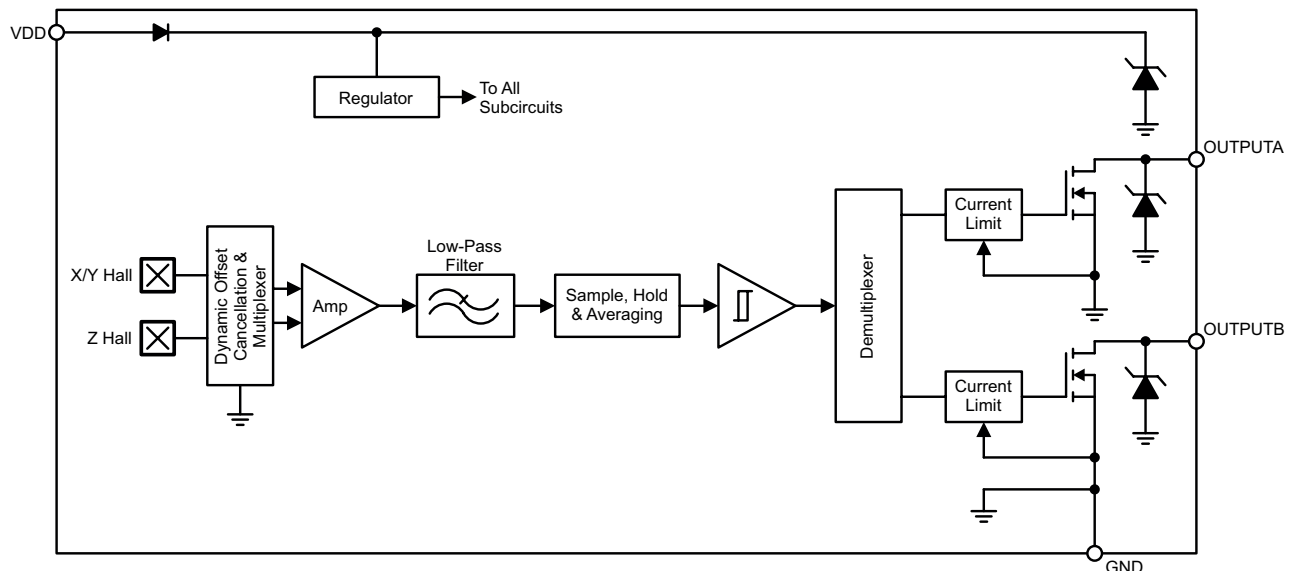 VDD
Regulator
To All
Subcircuits
OUTPUTA
Current
Limit
X/Y Hall
Z Hall
Dynamic Offset
Cancellation &
Multiplexer
Amp
Low-Pass
Filter
Sample, Hold
& Averaging
Demultiplexer
OUTPUTB
Current
Limit
GND